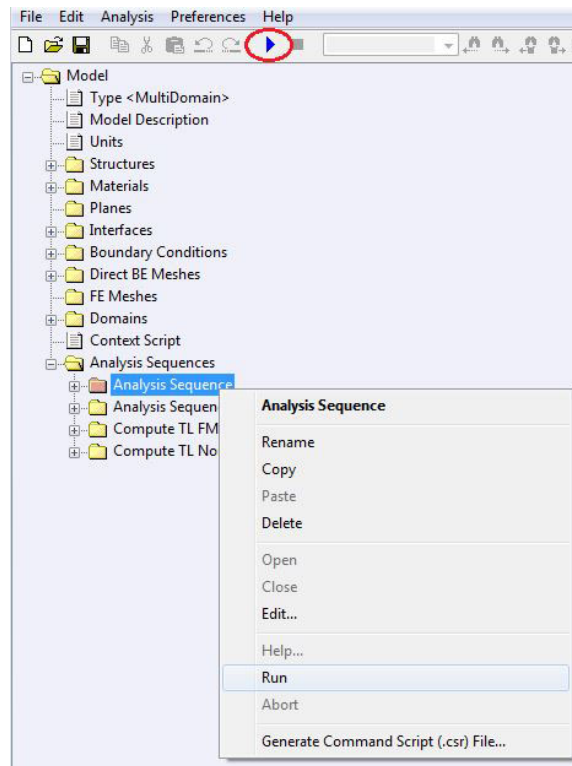 File Edit Analysis Preferences Help
Model
Type <MultiDomain>
Model Description
Units
Structures
Materials
Planes
Interfaces
Boundary Conditions
Direct BE Meshes
FE Meshes
Domains
Context Script
Analysis Sequences
Analysis Sequence
Analysis Sequen
Compute TL FM
Compute TL No
Analysis Sequence
Rename
Copy
Paste
Delete
Open
Close
Edit...
Help...
Run
Abort
Generate Command Script (.csr) File...